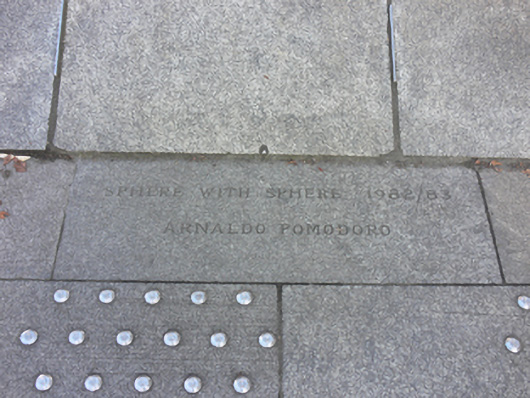 SPHERE WITH SPHERE 1982/83
ARNALDO POMODORO